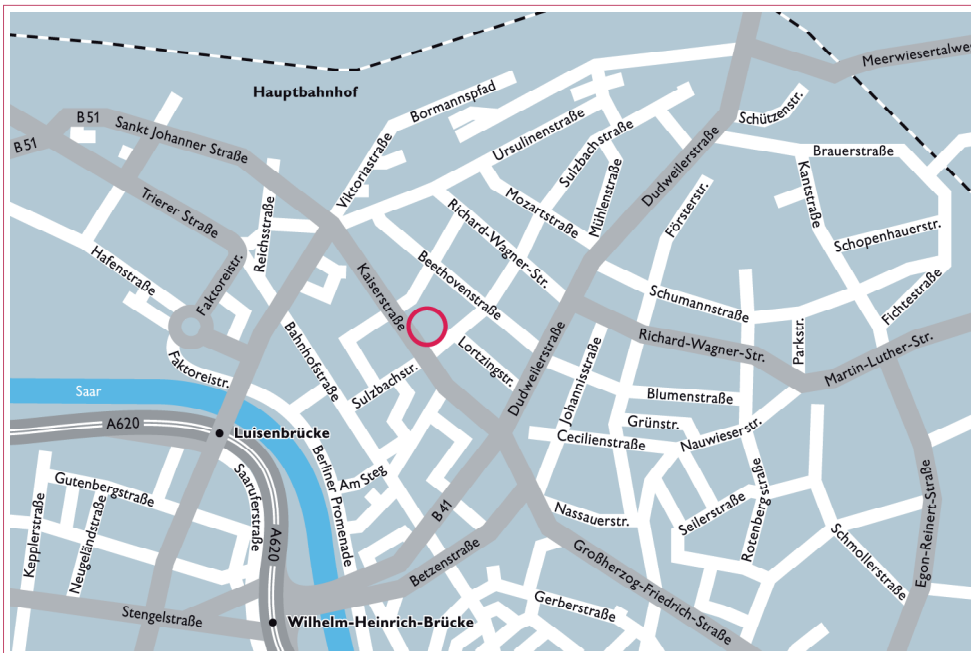 Meerwiesertalwe
Hauptbahnhof
Bormannspfad
B51
B51
Sankt Johanner Straße
Ursulinenstraße
Sulzbachstraße
Schützenstr.
Brauerstraße
Viktoriastraße
Dudweilerstraße
Kantstraße
Trierer Straße
Mozartstraße
Mühlenstraße
Försterstr.
Reichsstraße
Richard-Wagner-Str.
Schopenhauerstr.
Hafenstraße
Faktoreistr.
Kaiserstraße
Beethovenstraße
Schumannstraße
Fichtestraße
Richard-Wagner-Str.
Parkstr.
Martin-Luther-Str.
Bahnhofstraße
Faktoreistr.
Sulzbachstr.
Lortzingstr.
Dudweilerstraße
Johannisstraße
Blumenstraße
Saar
A620
Luisenbrücke
Grünstr.
Cecilienstraße
Nauwieserstr.
Gutenbergstraße
Saaruferstraße
Berliner Promenade
Am Steg
B 41
Nassauerstr.
Seilerstraße
Rotenbergstraße
Kepplerstraße
Neugeländstraße
A620
Betzenstraße
Großherzog-Friedrich-Straße
Schmollerstraße
Egon-Reinert-Straße
Stengelstraße
Wilhelm-Heinrich-Brücke
Gerberstraße